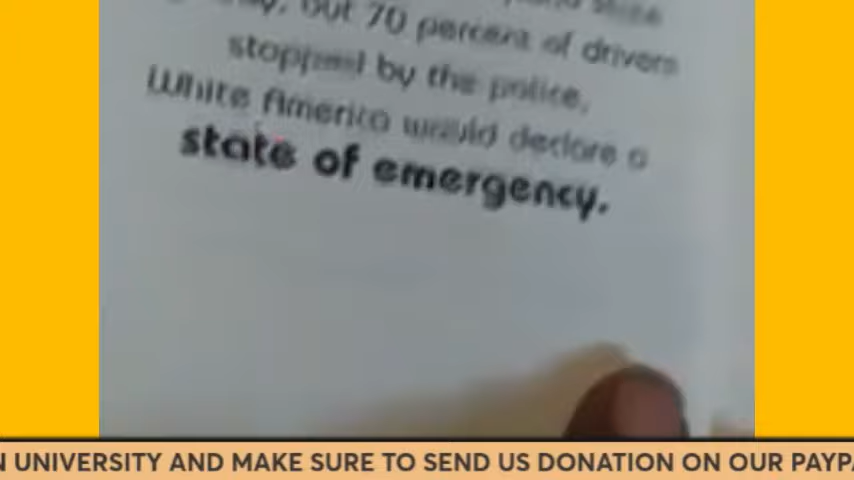 but 70 percent of drivers
stopped by the police,
White America would declare a
state of emergency.
UNIVERSITY AND MAKE SURE TO SEND US DONATION ON OUR